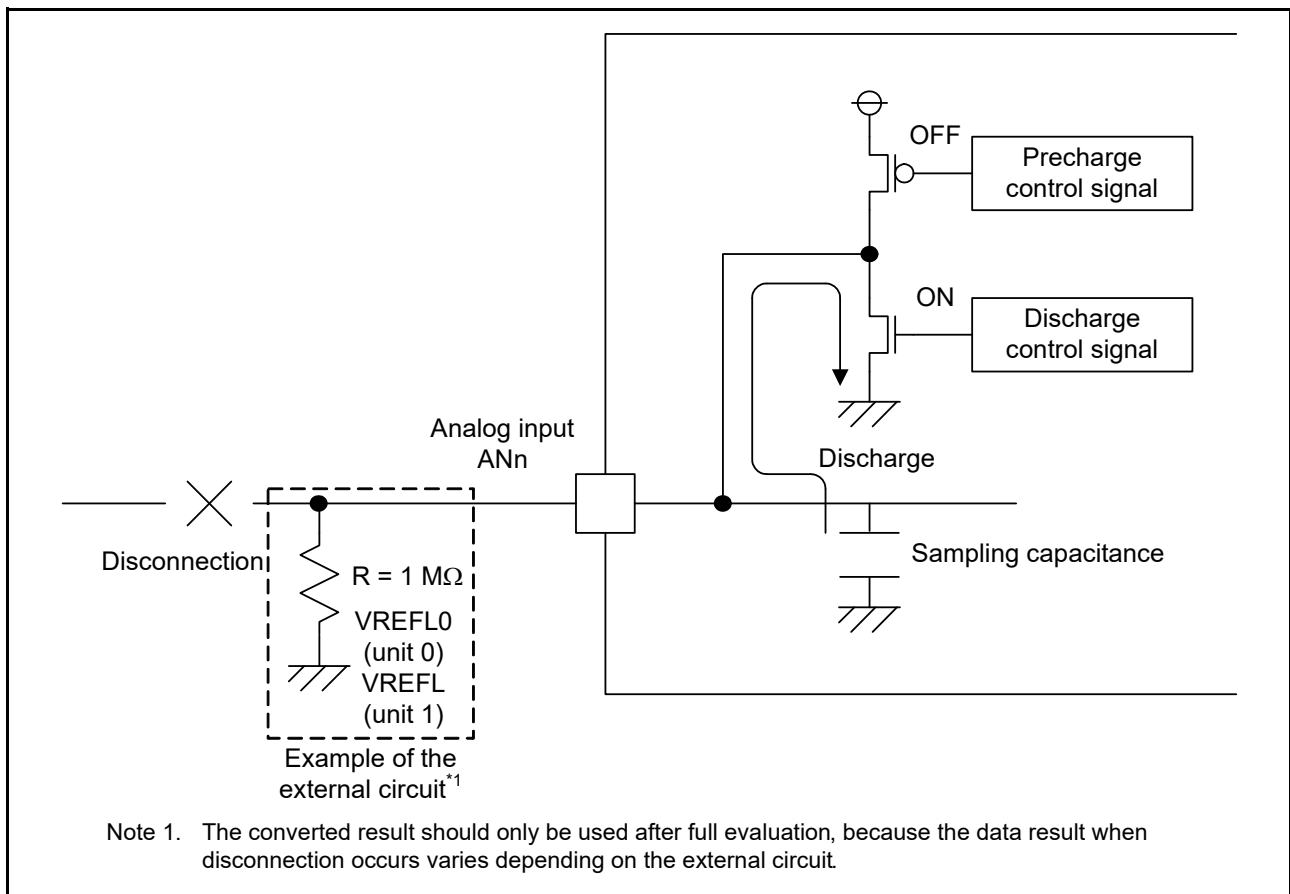 OFF
Precharge
control signal
ON
Discharge
control signal
Analog input
ANn
Discharge
Disconnection
Sampling capacitance
R = 1 MΩ
VREFL0
(unit 0)
VREFL
(unit 1)
Example of the
external circuit*1
Note 1. The converted result should only be used after full evaluation, because the data result when
disconnection occurs varies depending on the external circuit.